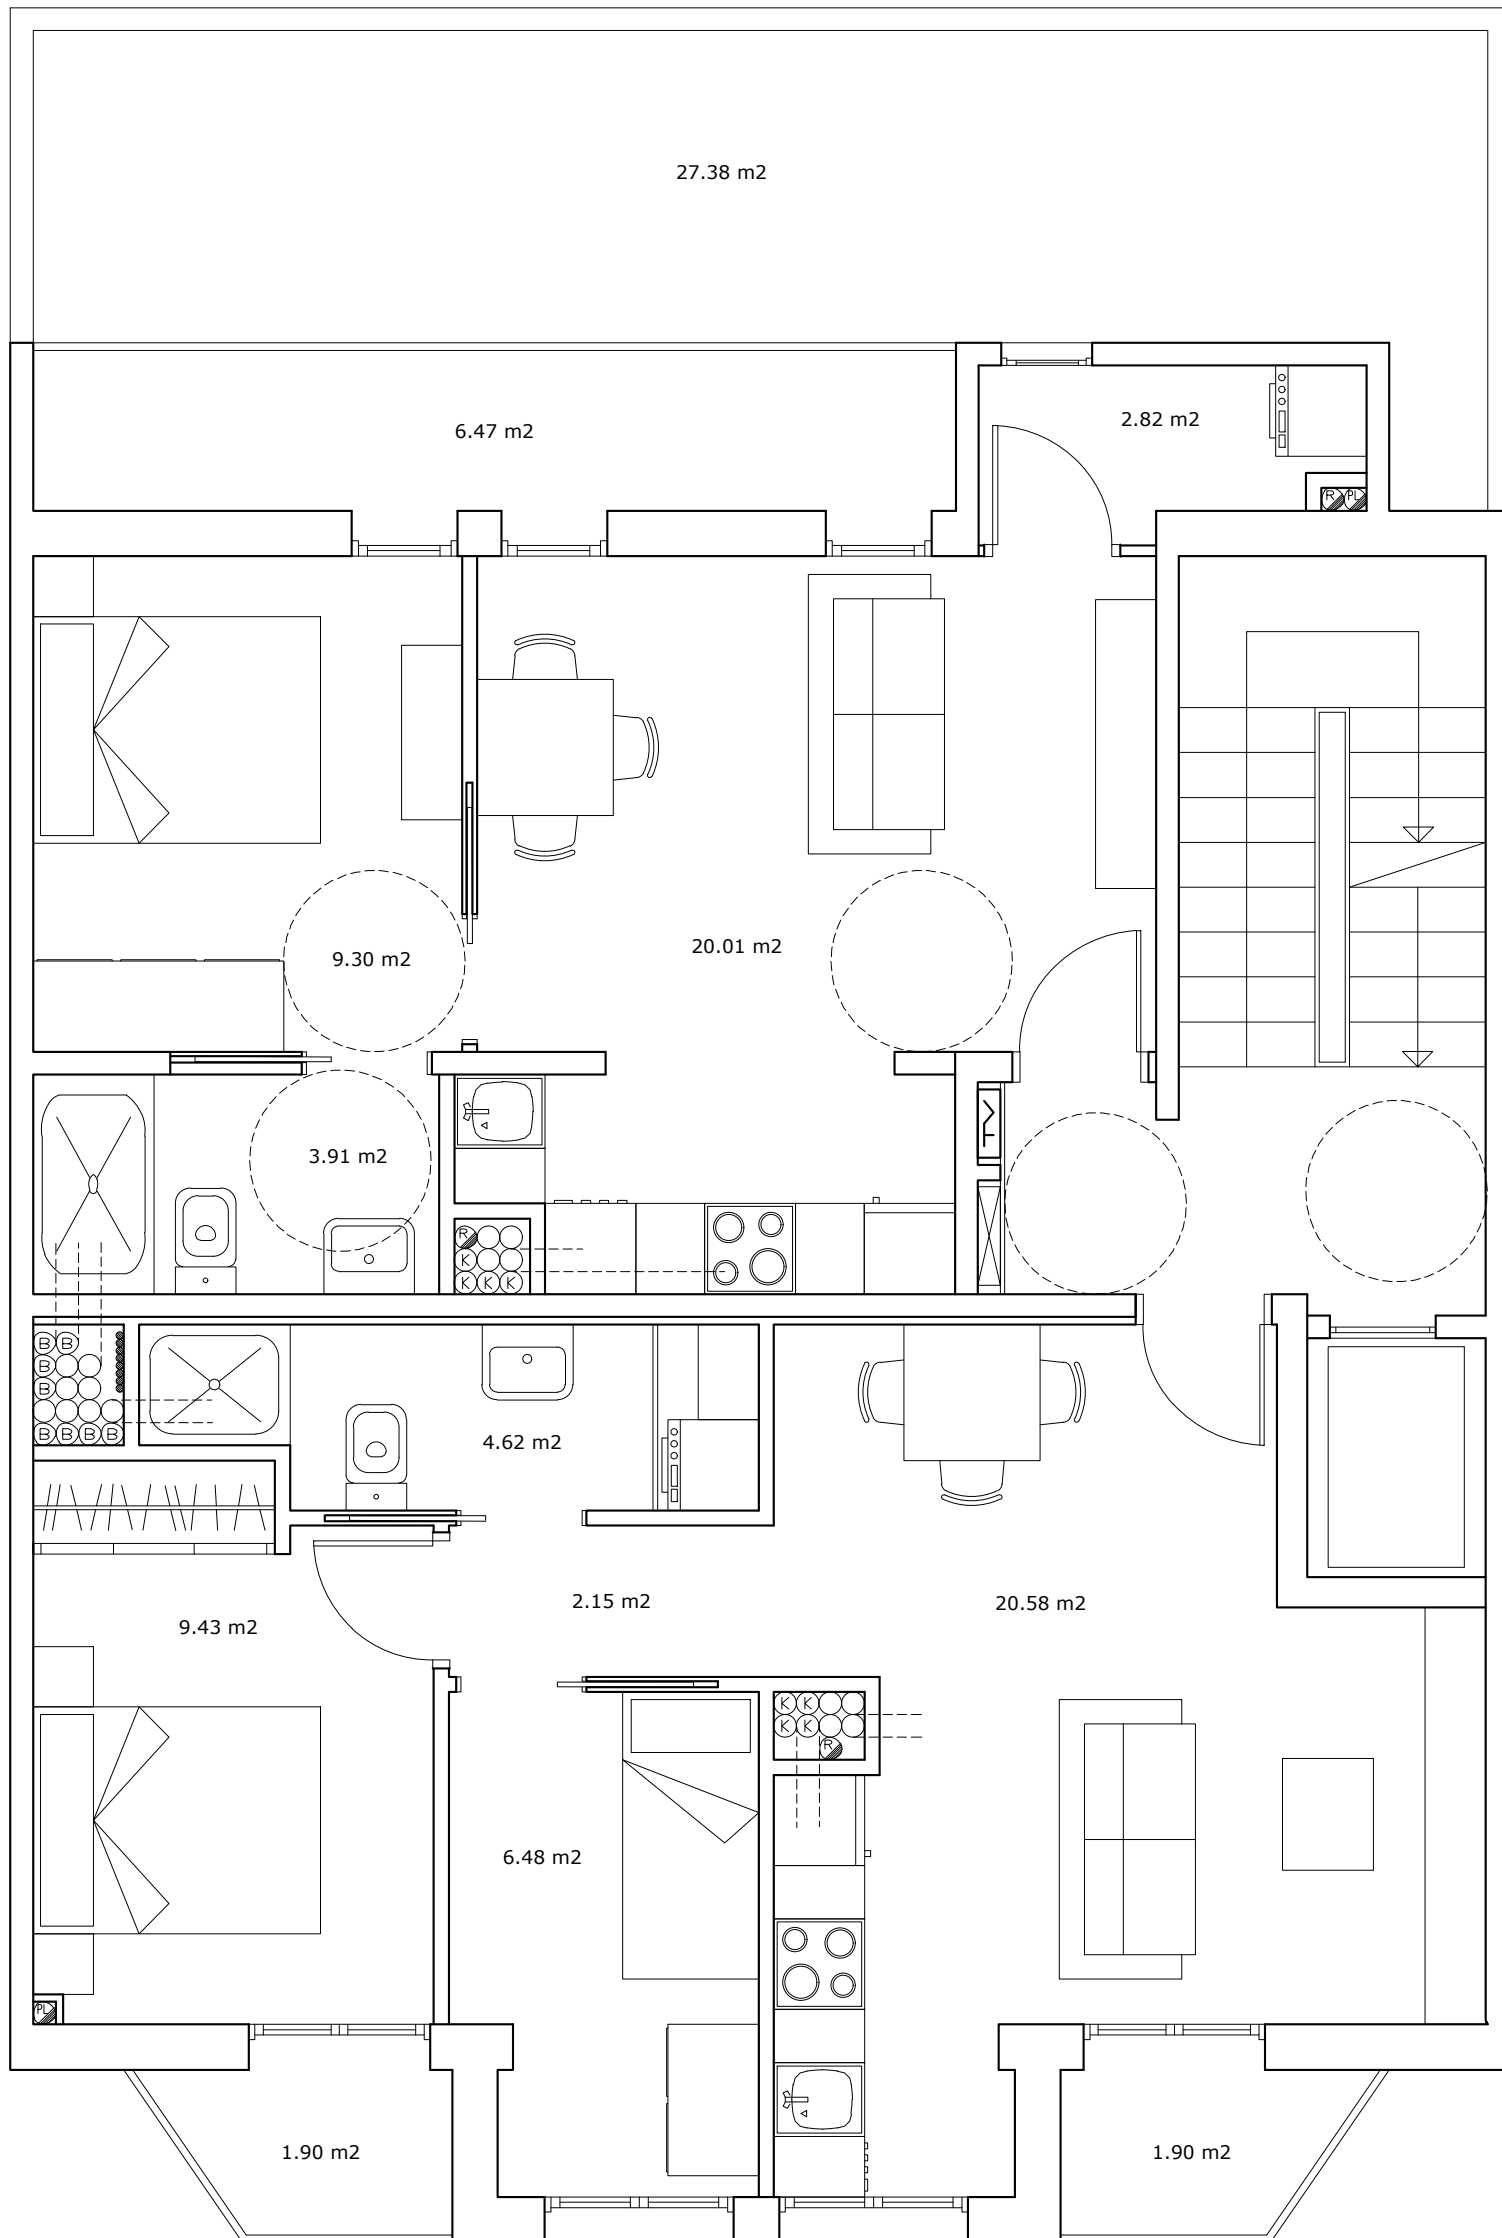 27.38 m2
6.47 m2
2.82 m2
R PL
9.30 m2
20.01 m2
TV
3.91 m2
R
K
K K K
B B
B
B
B B B B
4.62 m2
2.15 m2
20.58 m2
9.43 m2
K K
K K
R
6.48 m2
PL
1.90 m2
1.90 m2